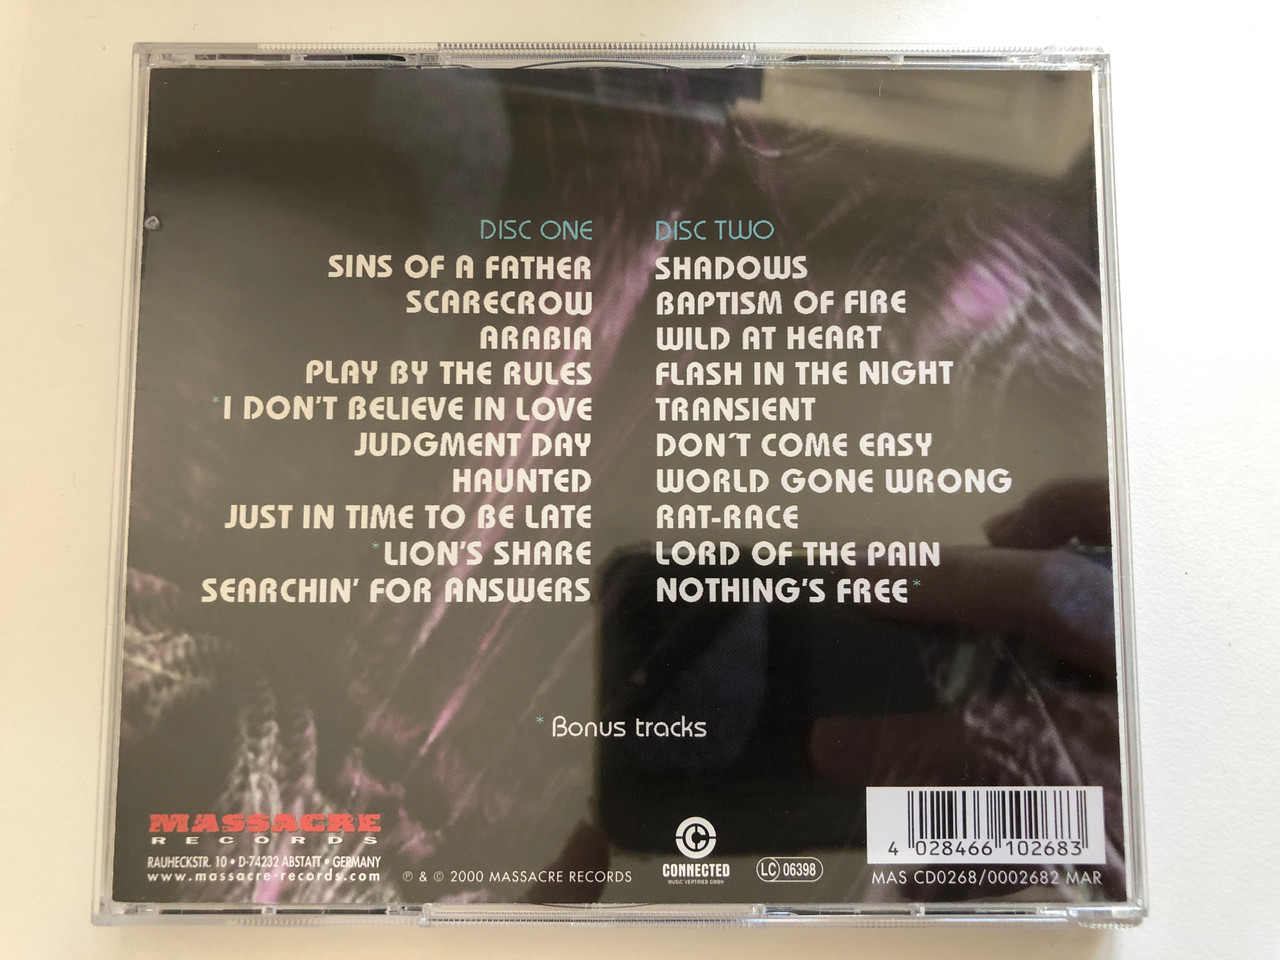 DISC ONE
SINS OF A FATHER
SCARECROW
ARABIA
PLAY BY THE RULES
*I DON'T BELIEVE IN LOVE
JUDGMENT DAY
HAUNTED
JUST IN TIME TO BE LATE
*LION'S SHARE
SEARCHIN' FOR ANSWERS
DISC TWO
SHADOWS
BAPTISM OF FIRE
WILD AT HEART
FLASH IN THE NIGHT
TRANSIENT
DON´T COME EASY
WORLD GONE WRONG
RAT-RACE
LORD OF THE PAIN
NOTHING'S FREE*
* Bonus tracks
MASSACRE
RECORDS
RAUHECKSTR. 10 • D-74232 ABSTATT • GERMANY
www.massacre-records.com
℗ & © 2000 MASSACRE RECORDS
CONNECTED
MUSIC VERTRIEB GMBH
LC 06398
4 028466 102683
MAS CD0268/0002682 MAR